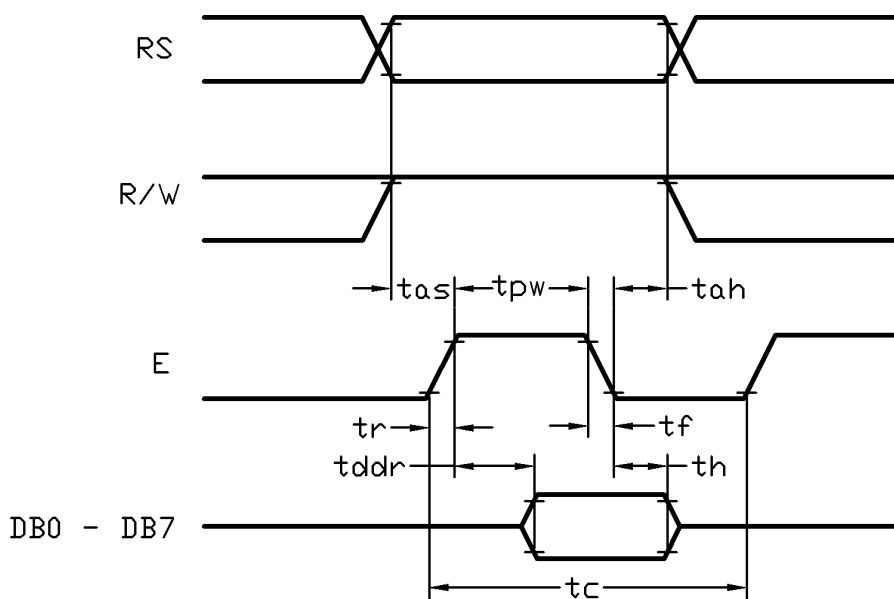 RS
R/W
tas tpw tah
E
tr tf
tddr th
DB0 - DB7
tc